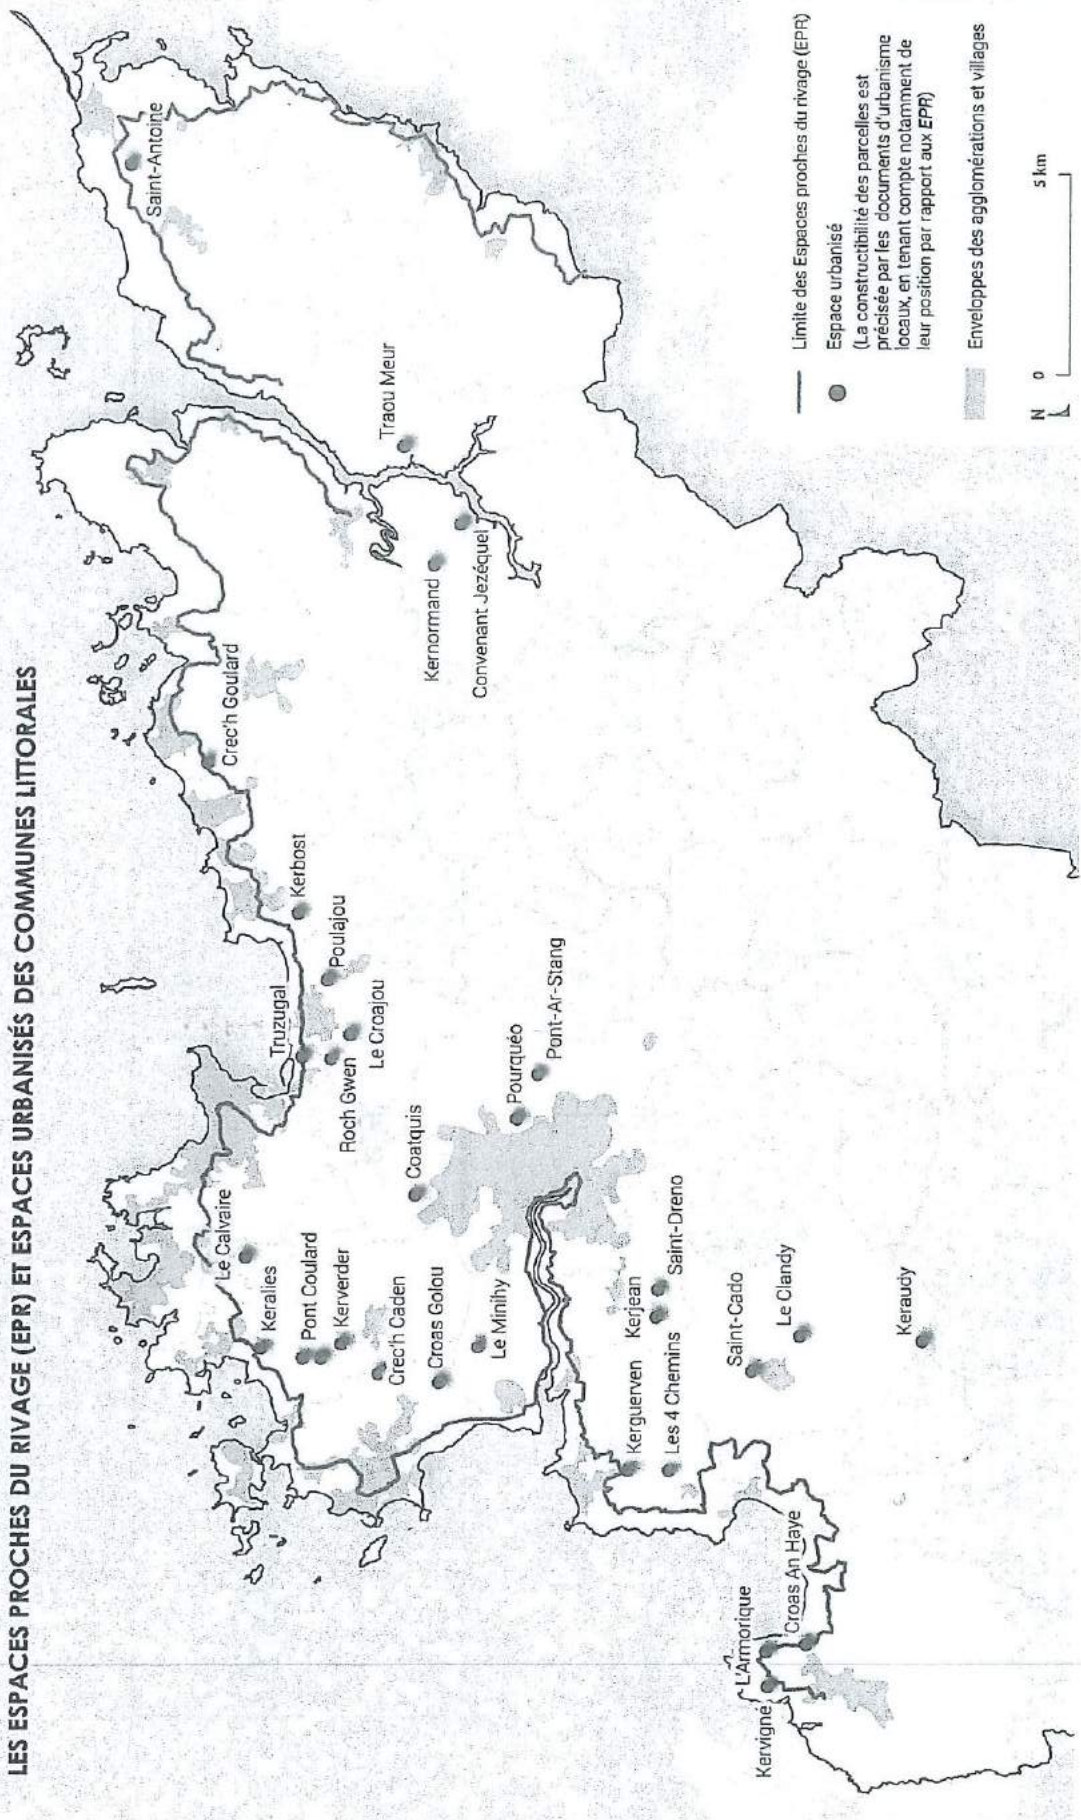 LES ESPACES PROCHES DU RIVAGE (EPR) ET ESPACES URBANISÉS DES COMMUNES LITTORALES
Saint-Antoine
Traou Meur
Kernormand
Convenant Jezéquel
Crec'h Goulard
Kerbost
Poulajou
Truzugal
Le Croajou
Roch Gwen
Pont-Ar-Stang
Pourquéo
Coatquis
Le Calvaire
Keralies
Pont Coulard
Kerverder
Crec'h Caden
Croas Golou
Le Minihy
Kerjean
Saint-Dreno
Kerguerven
Les 4 Chemins
Saint-Cado
Le Clandy
Keraudy
Croas An Haye
L'Armorique
Kervigné
Limite des Espaces proches du rivage (EPR)
Espace urbanisé
(La constructibilité des parcelles est
précisée par les documents d'urbanisme
locaux, en tenant compte notamment de
leur position par rapport aux EPR)
Enveloppes des agglomérations et villages
N
0
5 km